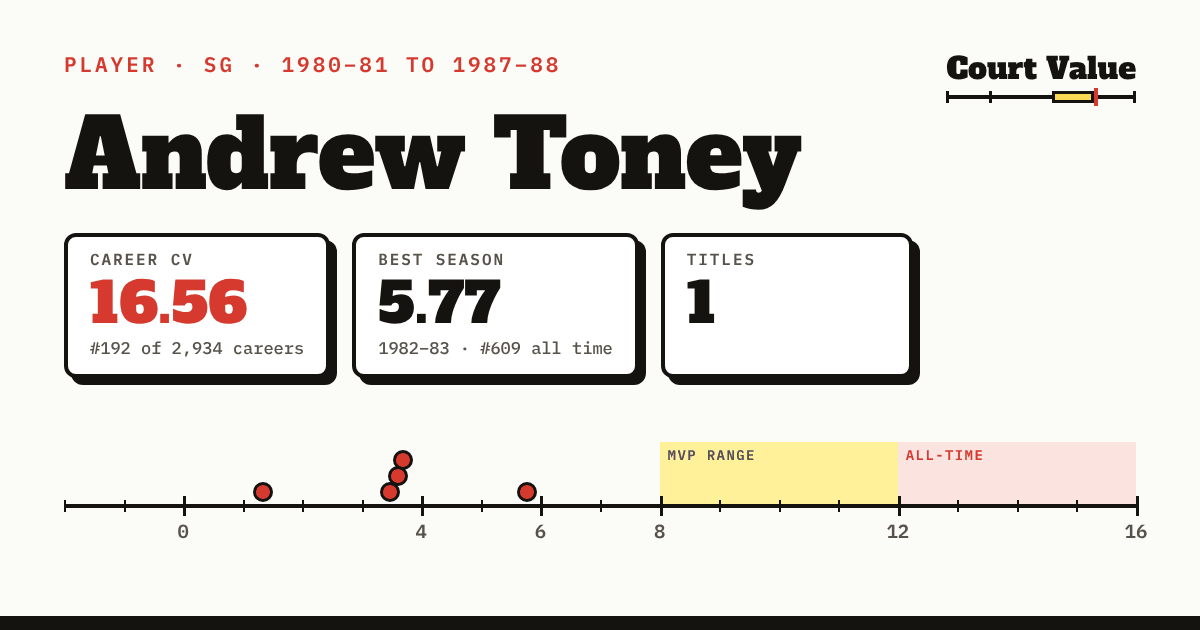 PLAYER · SG · 1980–81 TO 1987–88
Court Value
Andrew Toney
CAREER CV
16.56
#192 of 2,934 careers
BEST SEASON
5.77
1982–83 · #609 all time
TITLES
1
MVP RANGE
ALL-TIME
0 4 6 8 12 16